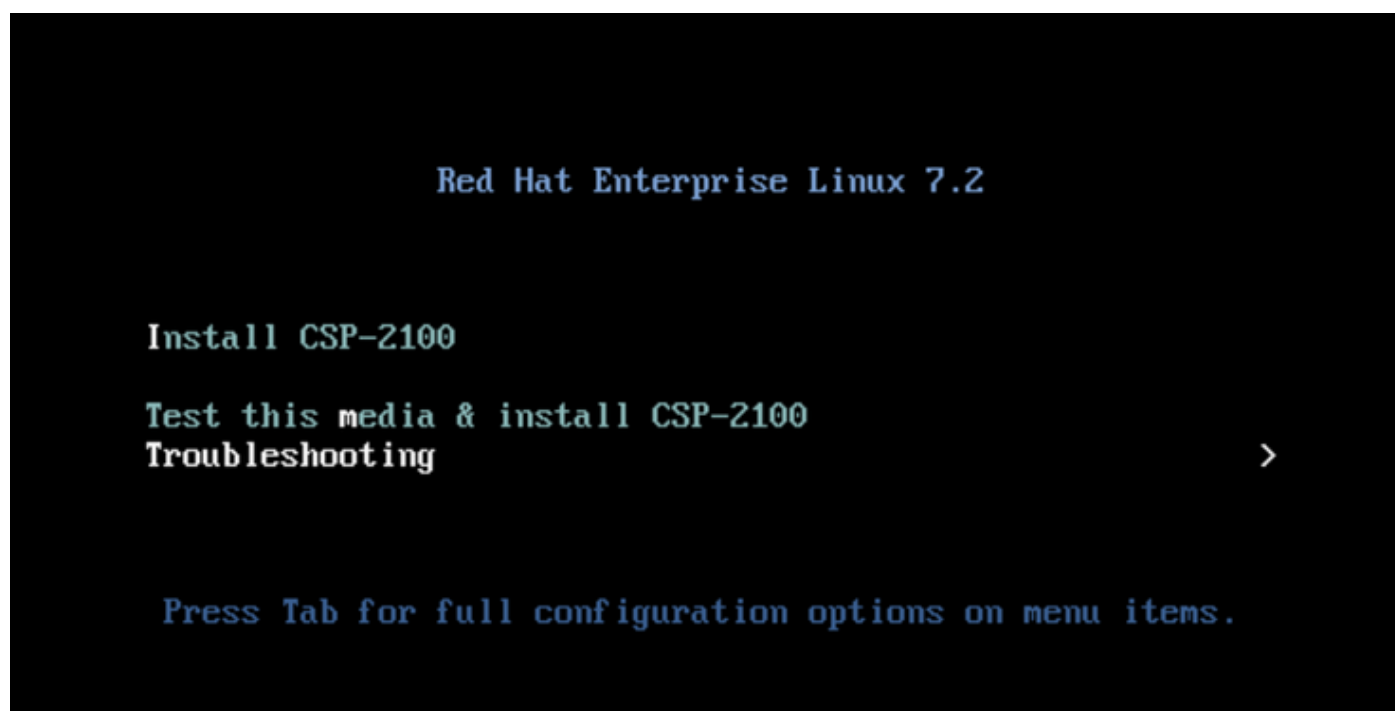 Red Hat Enterprise Linux 7.2
Install CSP-2100
Test this media & install CSP-2100
Troubleshooting >
Press Tab for full configuration options on menu items.